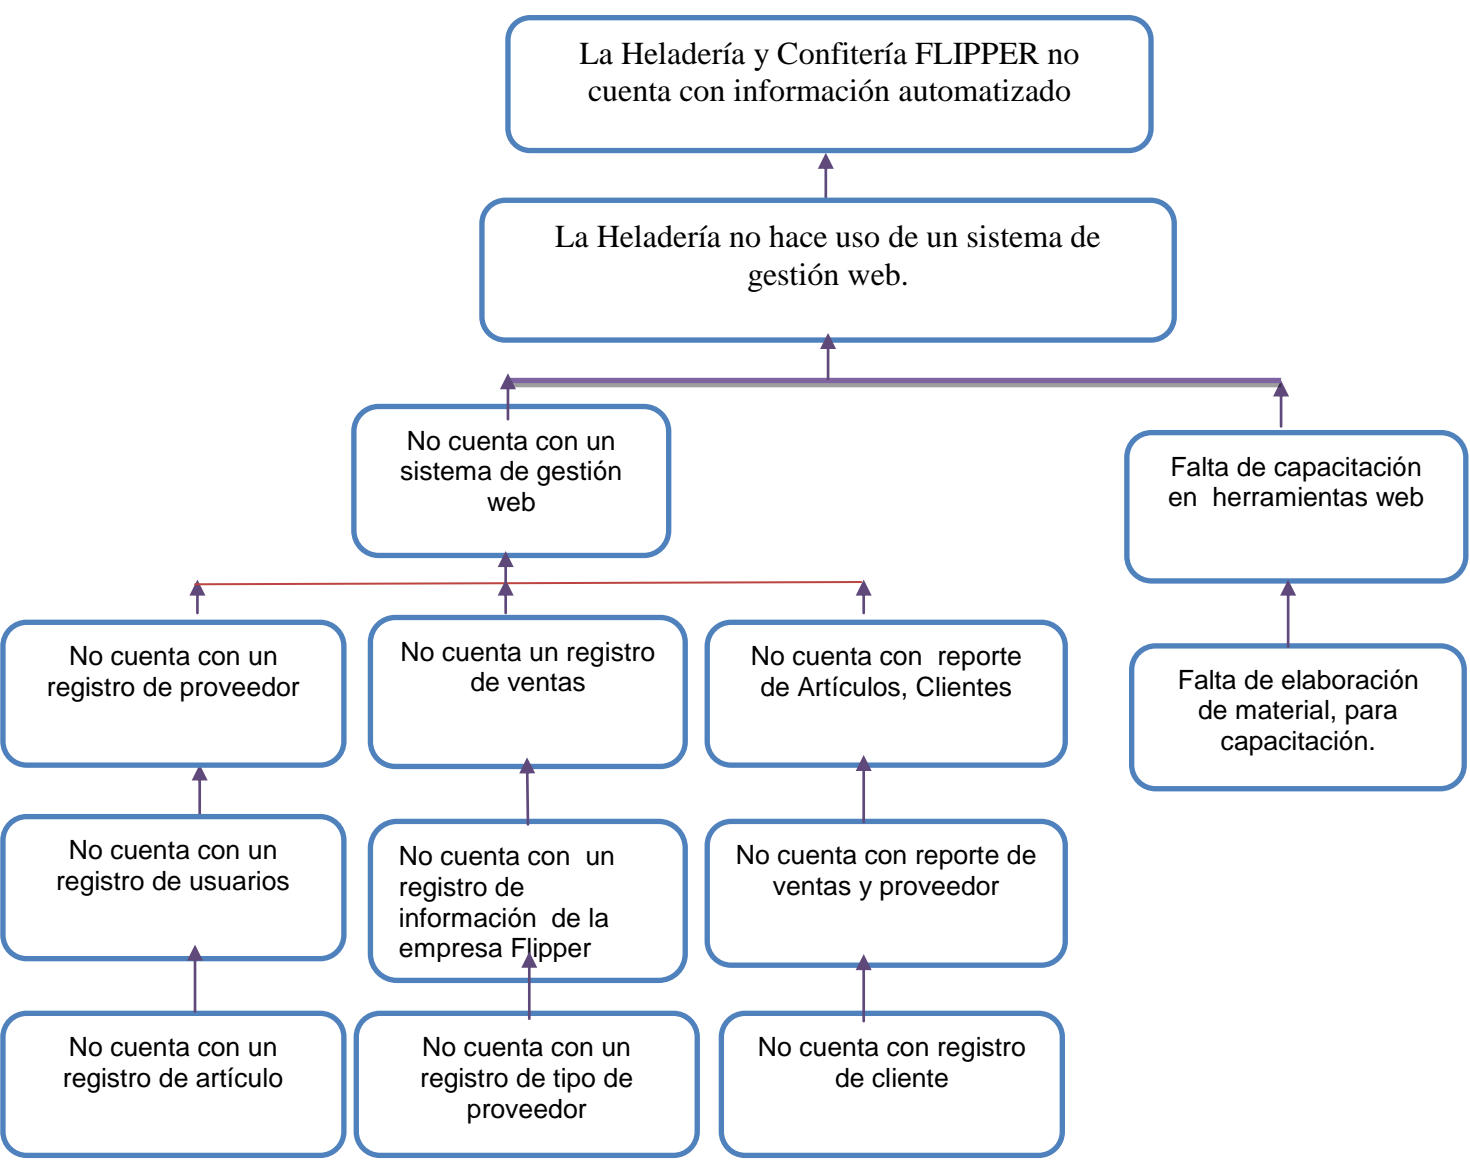 La Heladería y Confitería FLIPPER no
cuenta con información automatizado
La Heladería no hace uso de un sistema de
gestión web.
No cuenta con un
sistema de gestión
web
Falta de capacitación
en herramientas web
No cuenta con un
registro de proveedor
No cuenta un registro
de ventas
No cuenta con reporte
de Artículos, Clientes
Falta de elaboración
de material, para
capacitación.
No cuenta con un
registro de usuarios
No cuenta con un
registro de
información de la
empresa Flipper
No cuenta con reporte de
ventas y proveedor
No cuenta con un
registro de artículo
No cuenta con un
registro de tipo de
proveedor
No cuenta con registro
de cliente